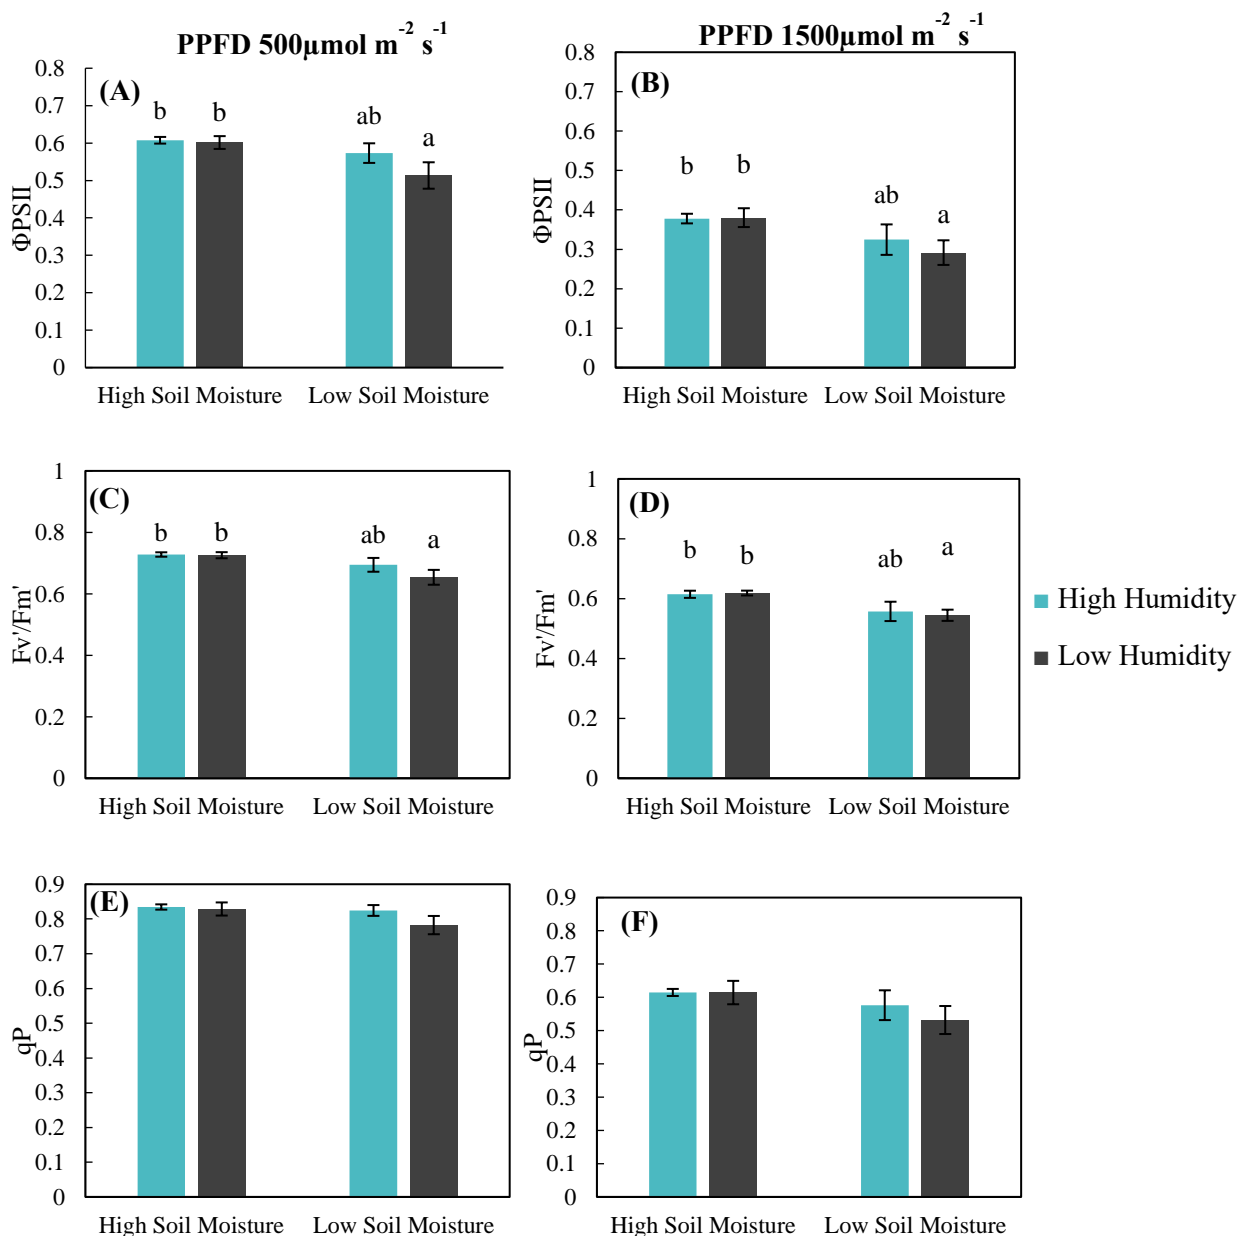 PPFD 500µmol m⁻² s⁻¹
PPFD 1500µmol m⁻² s⁻¹
(A)
0.8
0.7
0.6
0.5
0.4
0.3
0.2
0.1
0
ΦPSII
b b ab a
High Soil Moisture Low Soil Moisture
(B)
0.8
0.7
0.6
0.5
0.4
0.3
0.2
0.1
0
ΦPSII
b b ab a
High Soil Moisture Low Soil Moisture
(C)
1
0.8
0.6
0.4
0.2
0
Fv'/Fm'
b b ab a
High Soil Moisture Low Soil Moisture
(D)
1
0.8
0.6
0.4
0.2
0
Fv'/Fm'
b b ab a
High Soil Moisture Low Soil Moisture
High Humidity
Low Humidity
(E)
0.9
0.8
0.7
0.6
0.5
0.4
0.3
0.2
0.1
0
qP
High Soil Moisture Low Soil Moisture
(F)
0.9
0.8
0.7
0.6
0.5
0.4
0.3
0.2
0.1
0
qP
High Soil Moisture Low Soil Moisture